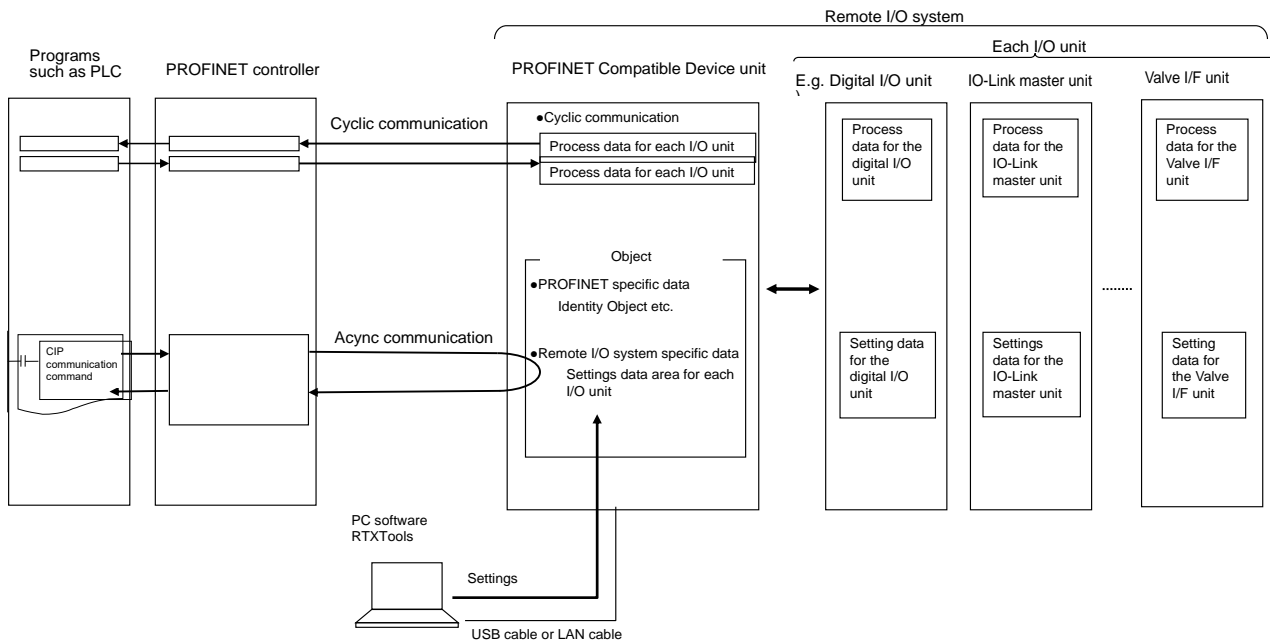 Remote I/O system
Each I/O unit
Programs
such as PLC
PROFINET controller
PROFINET Compatible Device unit
E.g. Digital I/O unit
IO-Link master unit
Valve I/F unit
Cyclic communication
●Cyclic communication
Process data for each I/O unit
Process data for each I/O unit
Process
data for the
digital I/O
unit
Process
data for the
IO-Link
master unit
Process
data for the
Valve I/F
unit
Object
●PROFINET specific data
Identity Object etc.
●Remote I/O system specific data
Settings data area for each
I/O unit
Acync communication
CIP
communication
command
Setting data
for the
digital I/O
unit
Settings
data for the
IO-Link
master unit
Setting
data for
the Valve
I/F unit
........
PC software
RTXTools
Settings
USB cable or LAN cable